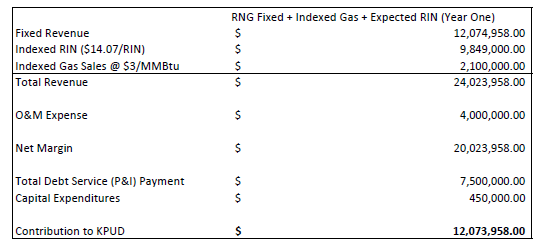 RNG Fixed + Indexed Gas + Expected RIN (Year One)
Fixed Revenue $ 12,074,958.00
Indexed RIN ($14.07/RIN) $ 9,849,000.00
Indexed Gas Sales @ $3/MMBtu $ 2,100,000.00
Total Revenue $ 24,023,958.00
O&M Expense $ 4,000,000.00
Net Margin $ 20,023,958.00
Total Debt Service (P&I) Payment $ 7,500,000.00
Capital Expenditures $ 450,000.00
Contribution to KPUD $ 12,073,958.00